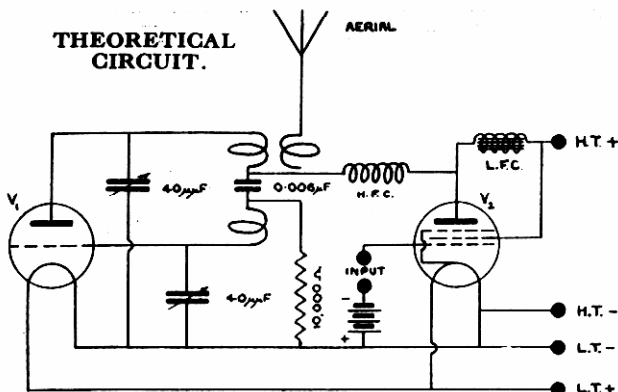 THEORETICAL
CIRCUIT.
AERIAL
H.T. +
L.F.C.
V₁
40μμF
0.006μF
H.F.C.
V₂
INPUT
-
40μμF
+
H.T. -
L.T. -
L.T. +